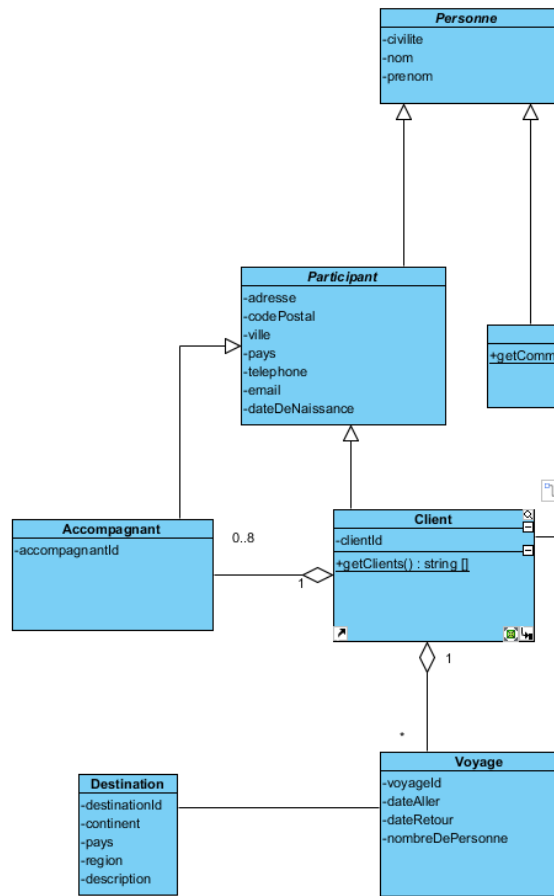 Personne
-civilite
-nom
-prenom
Participant
-adresse
-codePostal
-ville
-pays
-telephone
-email
-dateDeNaissance
+getComm
Accompagnant
-accompagnantId
0..8
1
Client
-clientId
+getClients() : string []
1
*
Voyage
-voyageId
-dateAller
-dateRetour
-nombreDePersonne
Destination
-destinationId
-continent
-pays
-region
-description